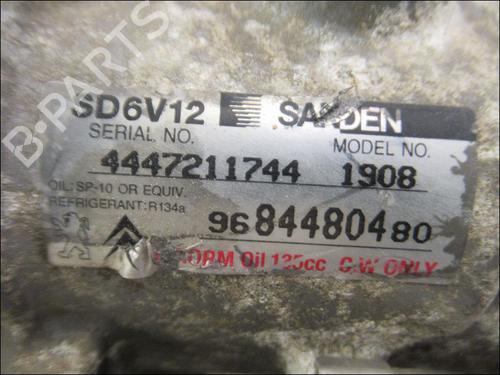 B-PARTS
SD6V12 SANDEN
SERIAL NO. MODEL NO.
4447211744 1908
OIL: SP-10 OR EQUIV.
REFRIGERANT: R134a
9684480480
Oil 135cc C.W ONLY